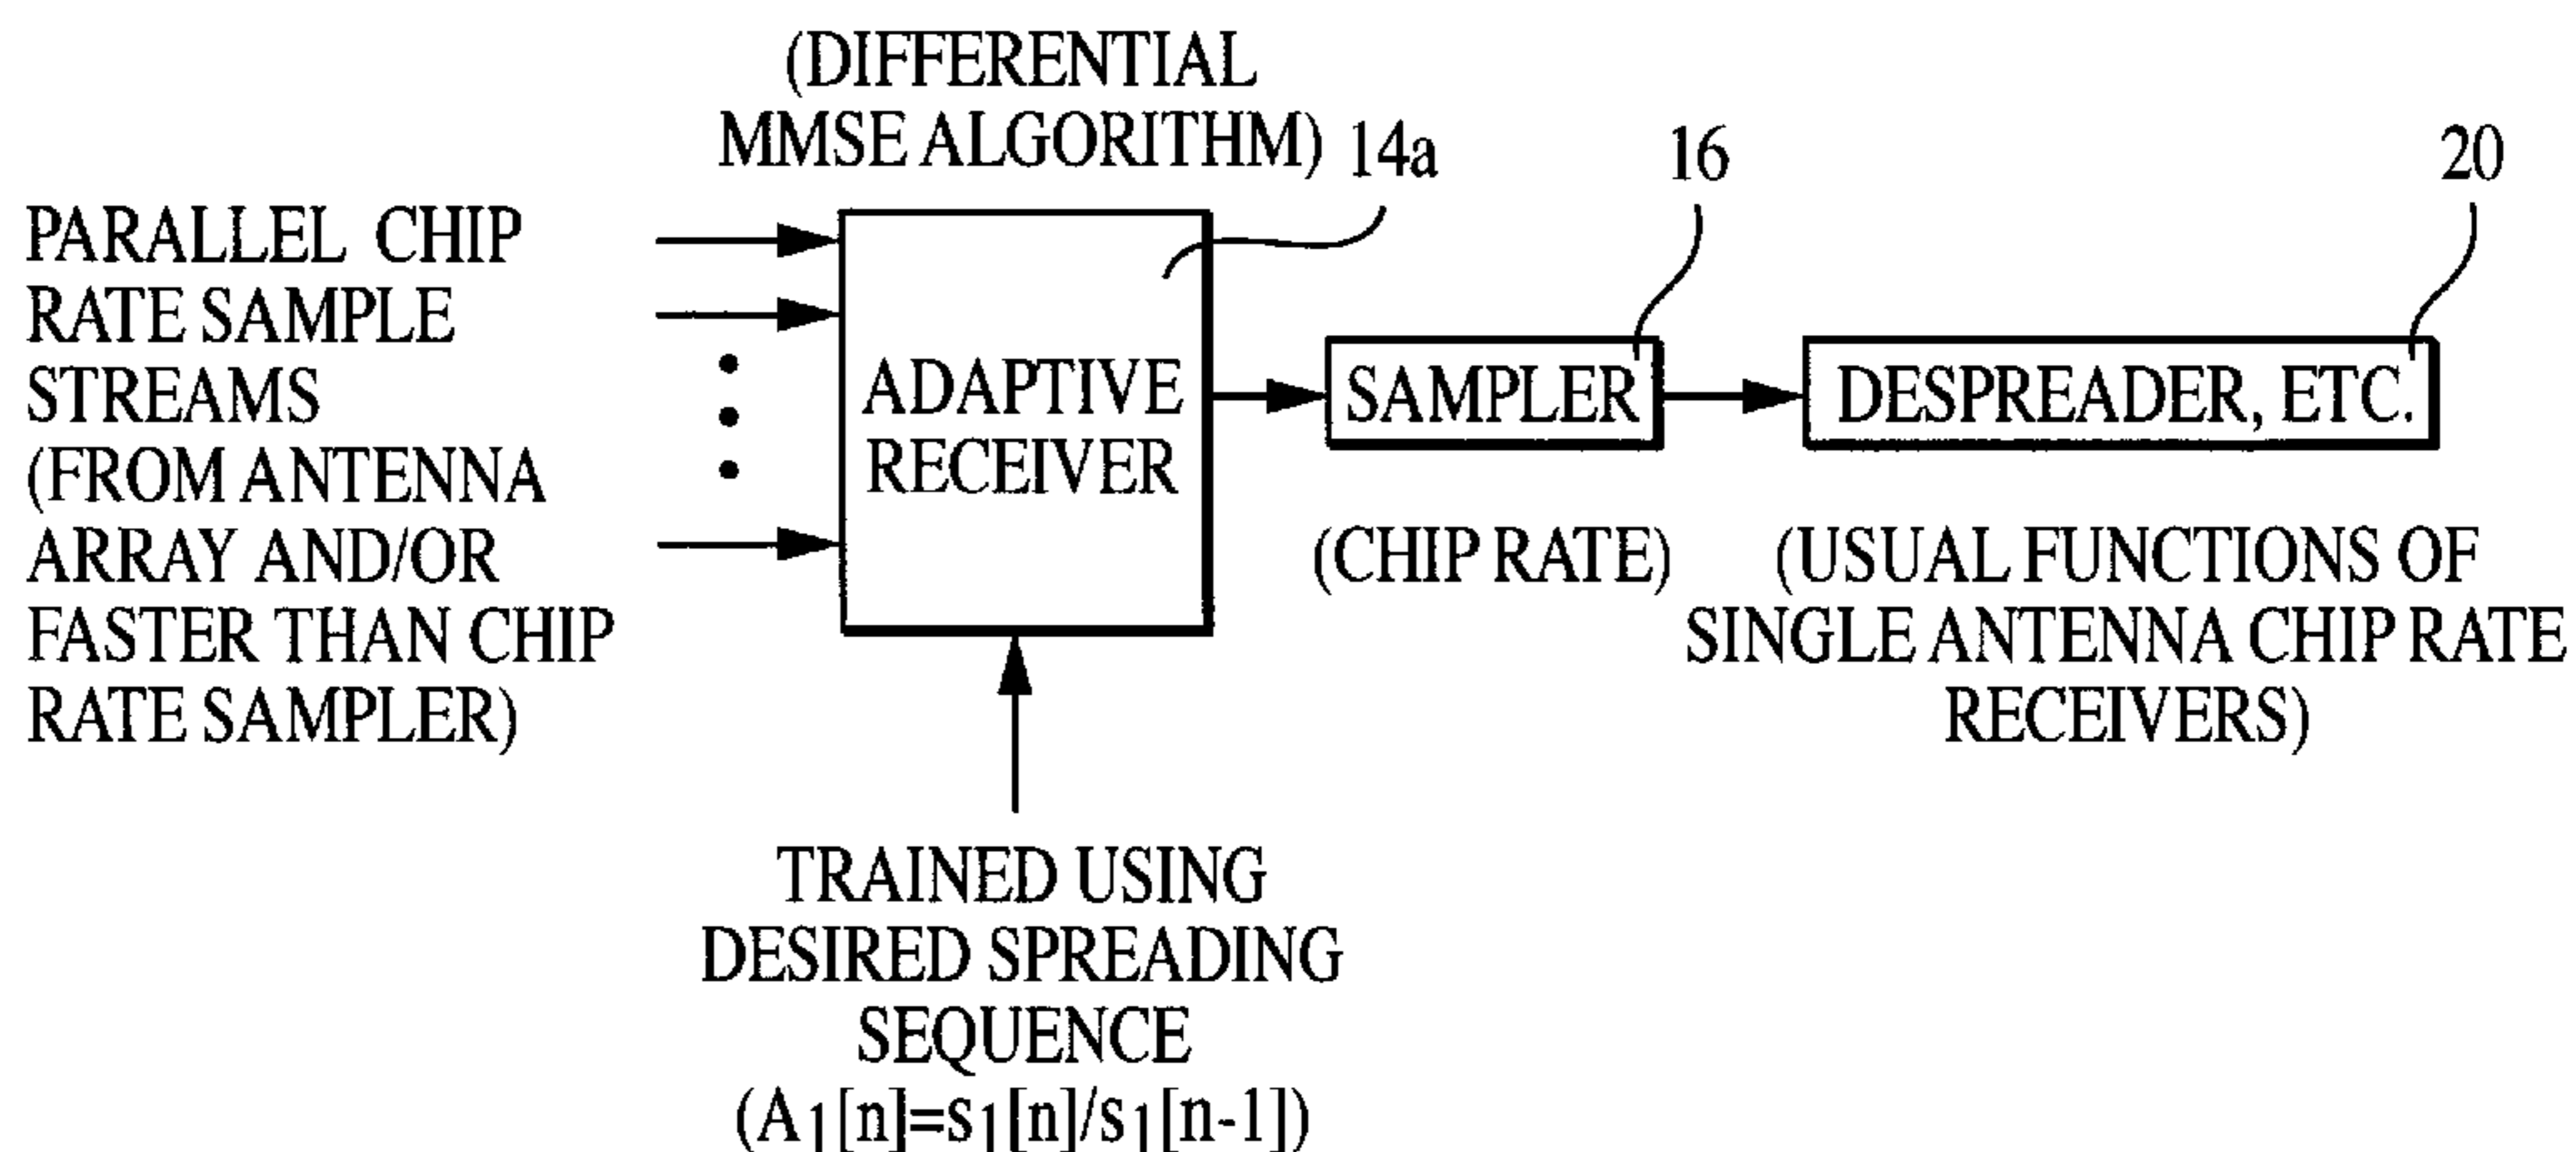 (DIFFERENTIAL
MMSE ALGORITHM)
14a
16
20
PARALLEL CHIP
RATE SAMPLE
STREAMS
(FROM ANTENNA
ARRAY AND/OR
FASTER THAN CHIP
RATE SAMPLER)
ADAPTIVE
RECEIVER
SAMPLER
DESPREADER, ETC.
(CHIP RATE)
(USUAL FUNCTIONS OF
SINGLE ANTENNA CHIP RATE
RECEIVERS)
TRAINED USING
DESIRED SPREADING
SEQUENCE
(A1[n]=s1[n]/s1[n-1])